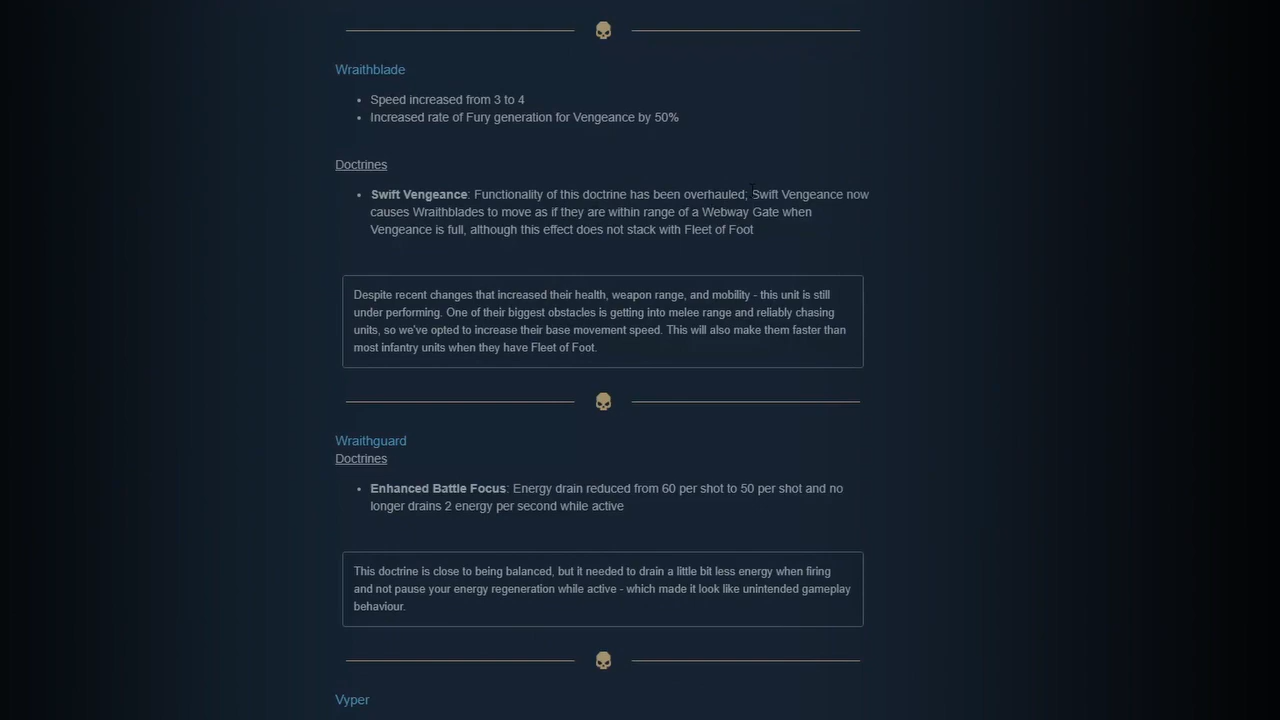 Wraithblade
• Speed increased from 3 to 4
• Increased rate of Fury generation for Vengeance by 50%
Doctrines
• Swift Vengeance: Functionality of this doctrine has been overhauled; Swift Vengeance now
causes Wraithblades to move as if they are within range of a Webway Gate when
Vengeance is full, although this effect does not stack with Fleet of Foot
Despite recent changes that increased their health, weapon range, and mobility - this unit is still
under performing. One of their biggest obstacles is getting into melee range and reliably chasing
units, so we've opted to increase their base movement speed. This will also make them faster than
most infantry units when they have Fleet of Foot.
Wraithguard
Doctrines
• Enhanced Battle Focus: Energy drain reduced from 60 per shot to 50 per shot and no
longer drains 2 energy per second while active
This doctrine is close to being balanced, but it needed to drain a little bit less energy when firing
and not pause your energy regeneration while active - which made it look like unintended gameplay
behaviour.
Vyper